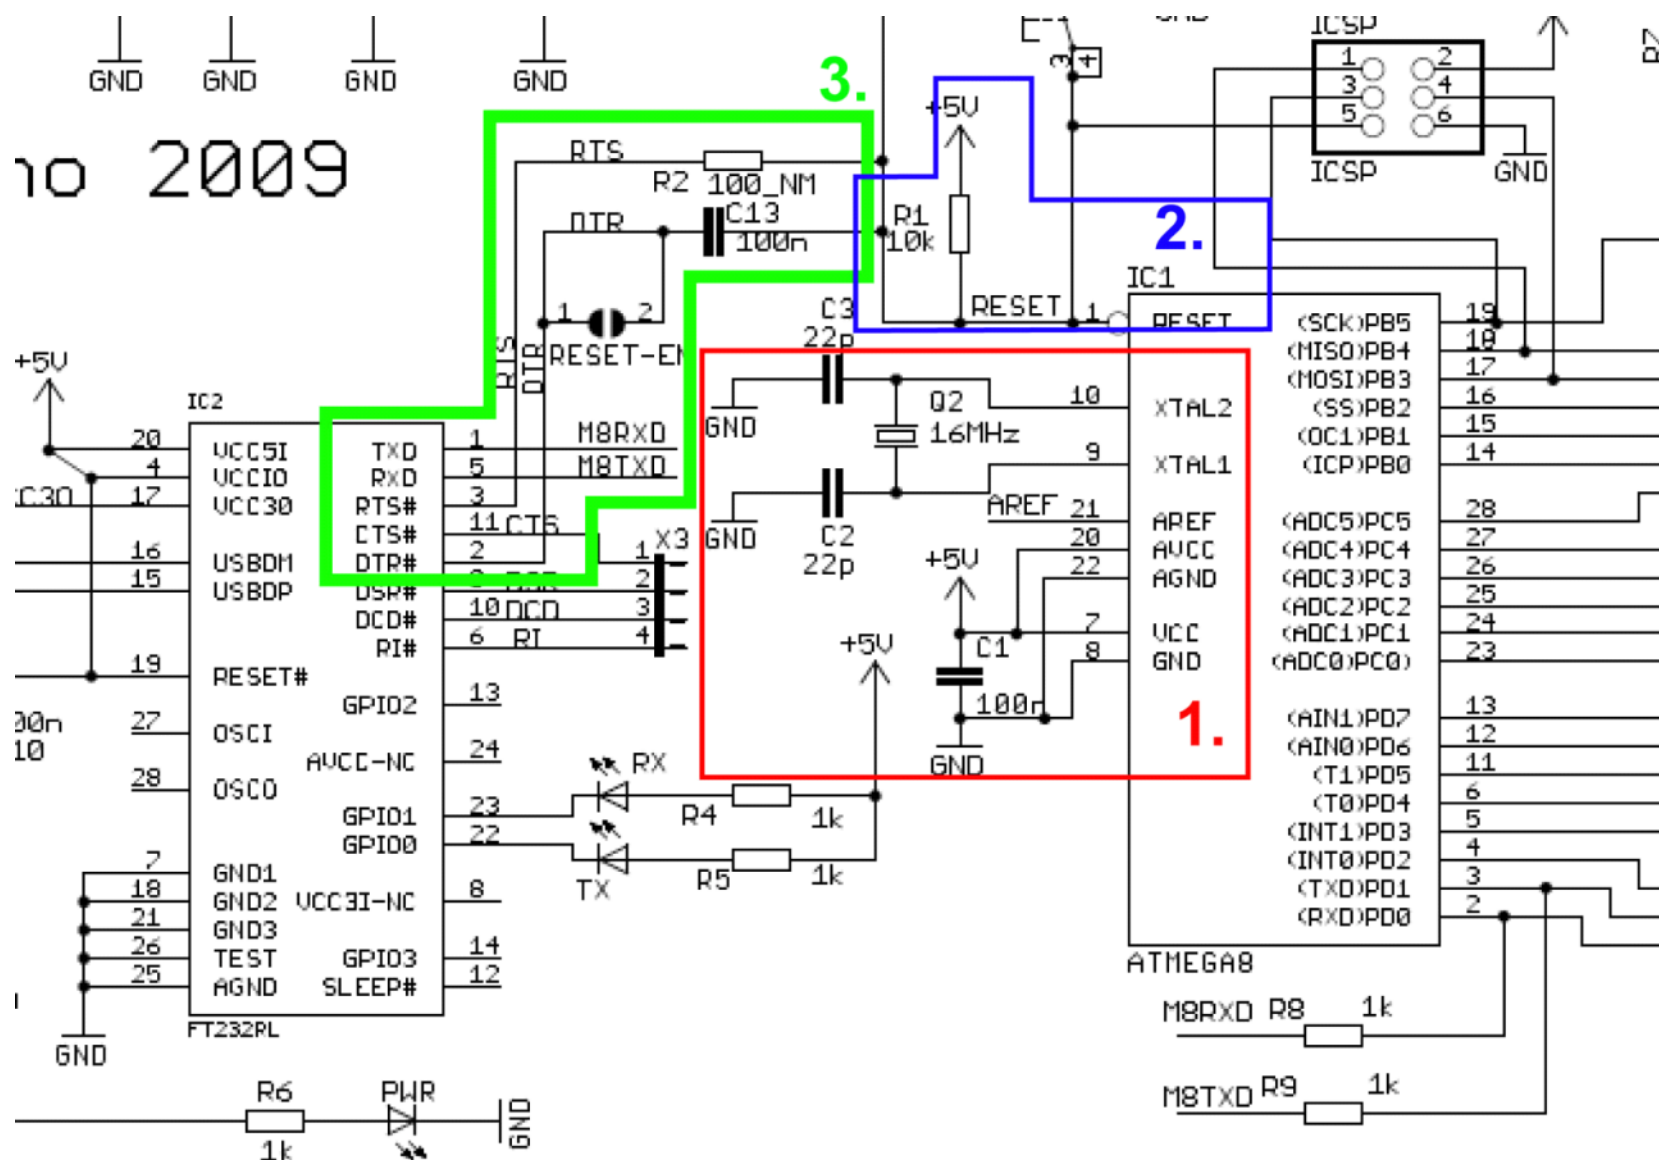 GND GND GND GND
3.
+5V
3 4
ICSP
1 2
3 4
5 6
ICSP
GND
2009
RTS
R2 100_NM
DTR
C13
100n
R1
10k
2.
RESET
1 2
RESET-EN
RTS
DTR
C3
22p
IC1
1 RESET
(SCK)PB5 19
(MISO)PB4 18
(MOSI)PB3 17
(SS)PB2 16
(OC1)PB1 15
(ICP)PB0 14
(ADC5)PC5 28
(ADC4)PC4 27
(ADC3)PC3 26
(ADC2)PC2 25
(ADC1)PC1 24
(ADC0)PC0) 23
(AIN1)PD7 13
(AIN0)PD6 12
(T1)PD5 11
(T0)PD4 6
(INT1)PD3 5
(INT0)PD2 4
(TXD)PD1 3
(RXD)PD0 2
10 XTAL2
9 XTAL1
AREF 21 AREF
20 AVCC
22 AGND
7 VCC
8 GND
ATMEGA8
GND
Q2
16MHz
GND
C2
22p
+5V
C1
100n
GND
1.
+5V
IC2
20 VCC5I
4 VCCIO
17 VCC3O
16 USBDM
15 USBDP
19 RESET#
27 OSCI
28 OSCO
7 GND1
18 GND2
21 GND3
26 TEST
25 AGND
GND
TXD 1 M8RXD
RXD 5 M8TXD
RTS# 3
CTS# 11 CTS
DTR# 2
DSR#
DCD# 10 DCD
RI# 6 RI
GPIO2 13
AVCC-NC 24
GPIO1 23
GPIO0 22
VCC3I-NC 8
GPIO3 14
SLEEP# 12
FT232RL
X3
1
2
3
4
+5V
RX
R4 1k
TX
R5 1k
M8RXD R8 1k
M8TXD R9 1k
R6
1k
PWR
GND